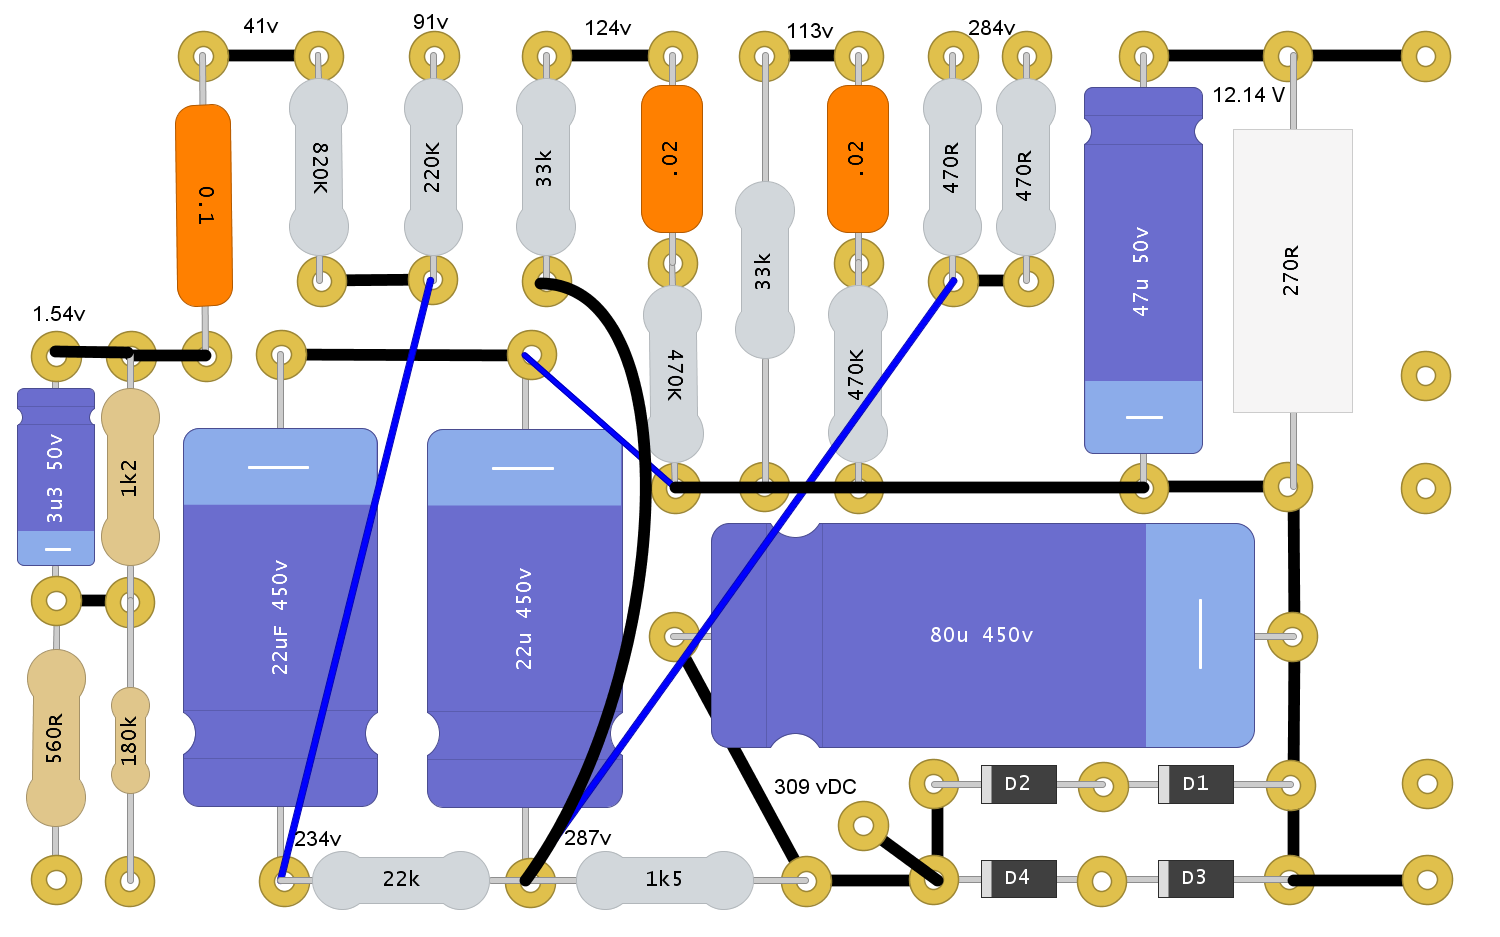 41v
91v
124v
113v
284v
12.14 V
820K
220K
33k
.02
.02
470R
470R
0.1
33k
47u 50v
270R
1.54v
470K
470K
3u3 50v
1k2
22uF 450v
22u 450v
80u 450v
560R
180k
309 vDC
D2
D1
234v
287v
22k
1k5
D4
D3